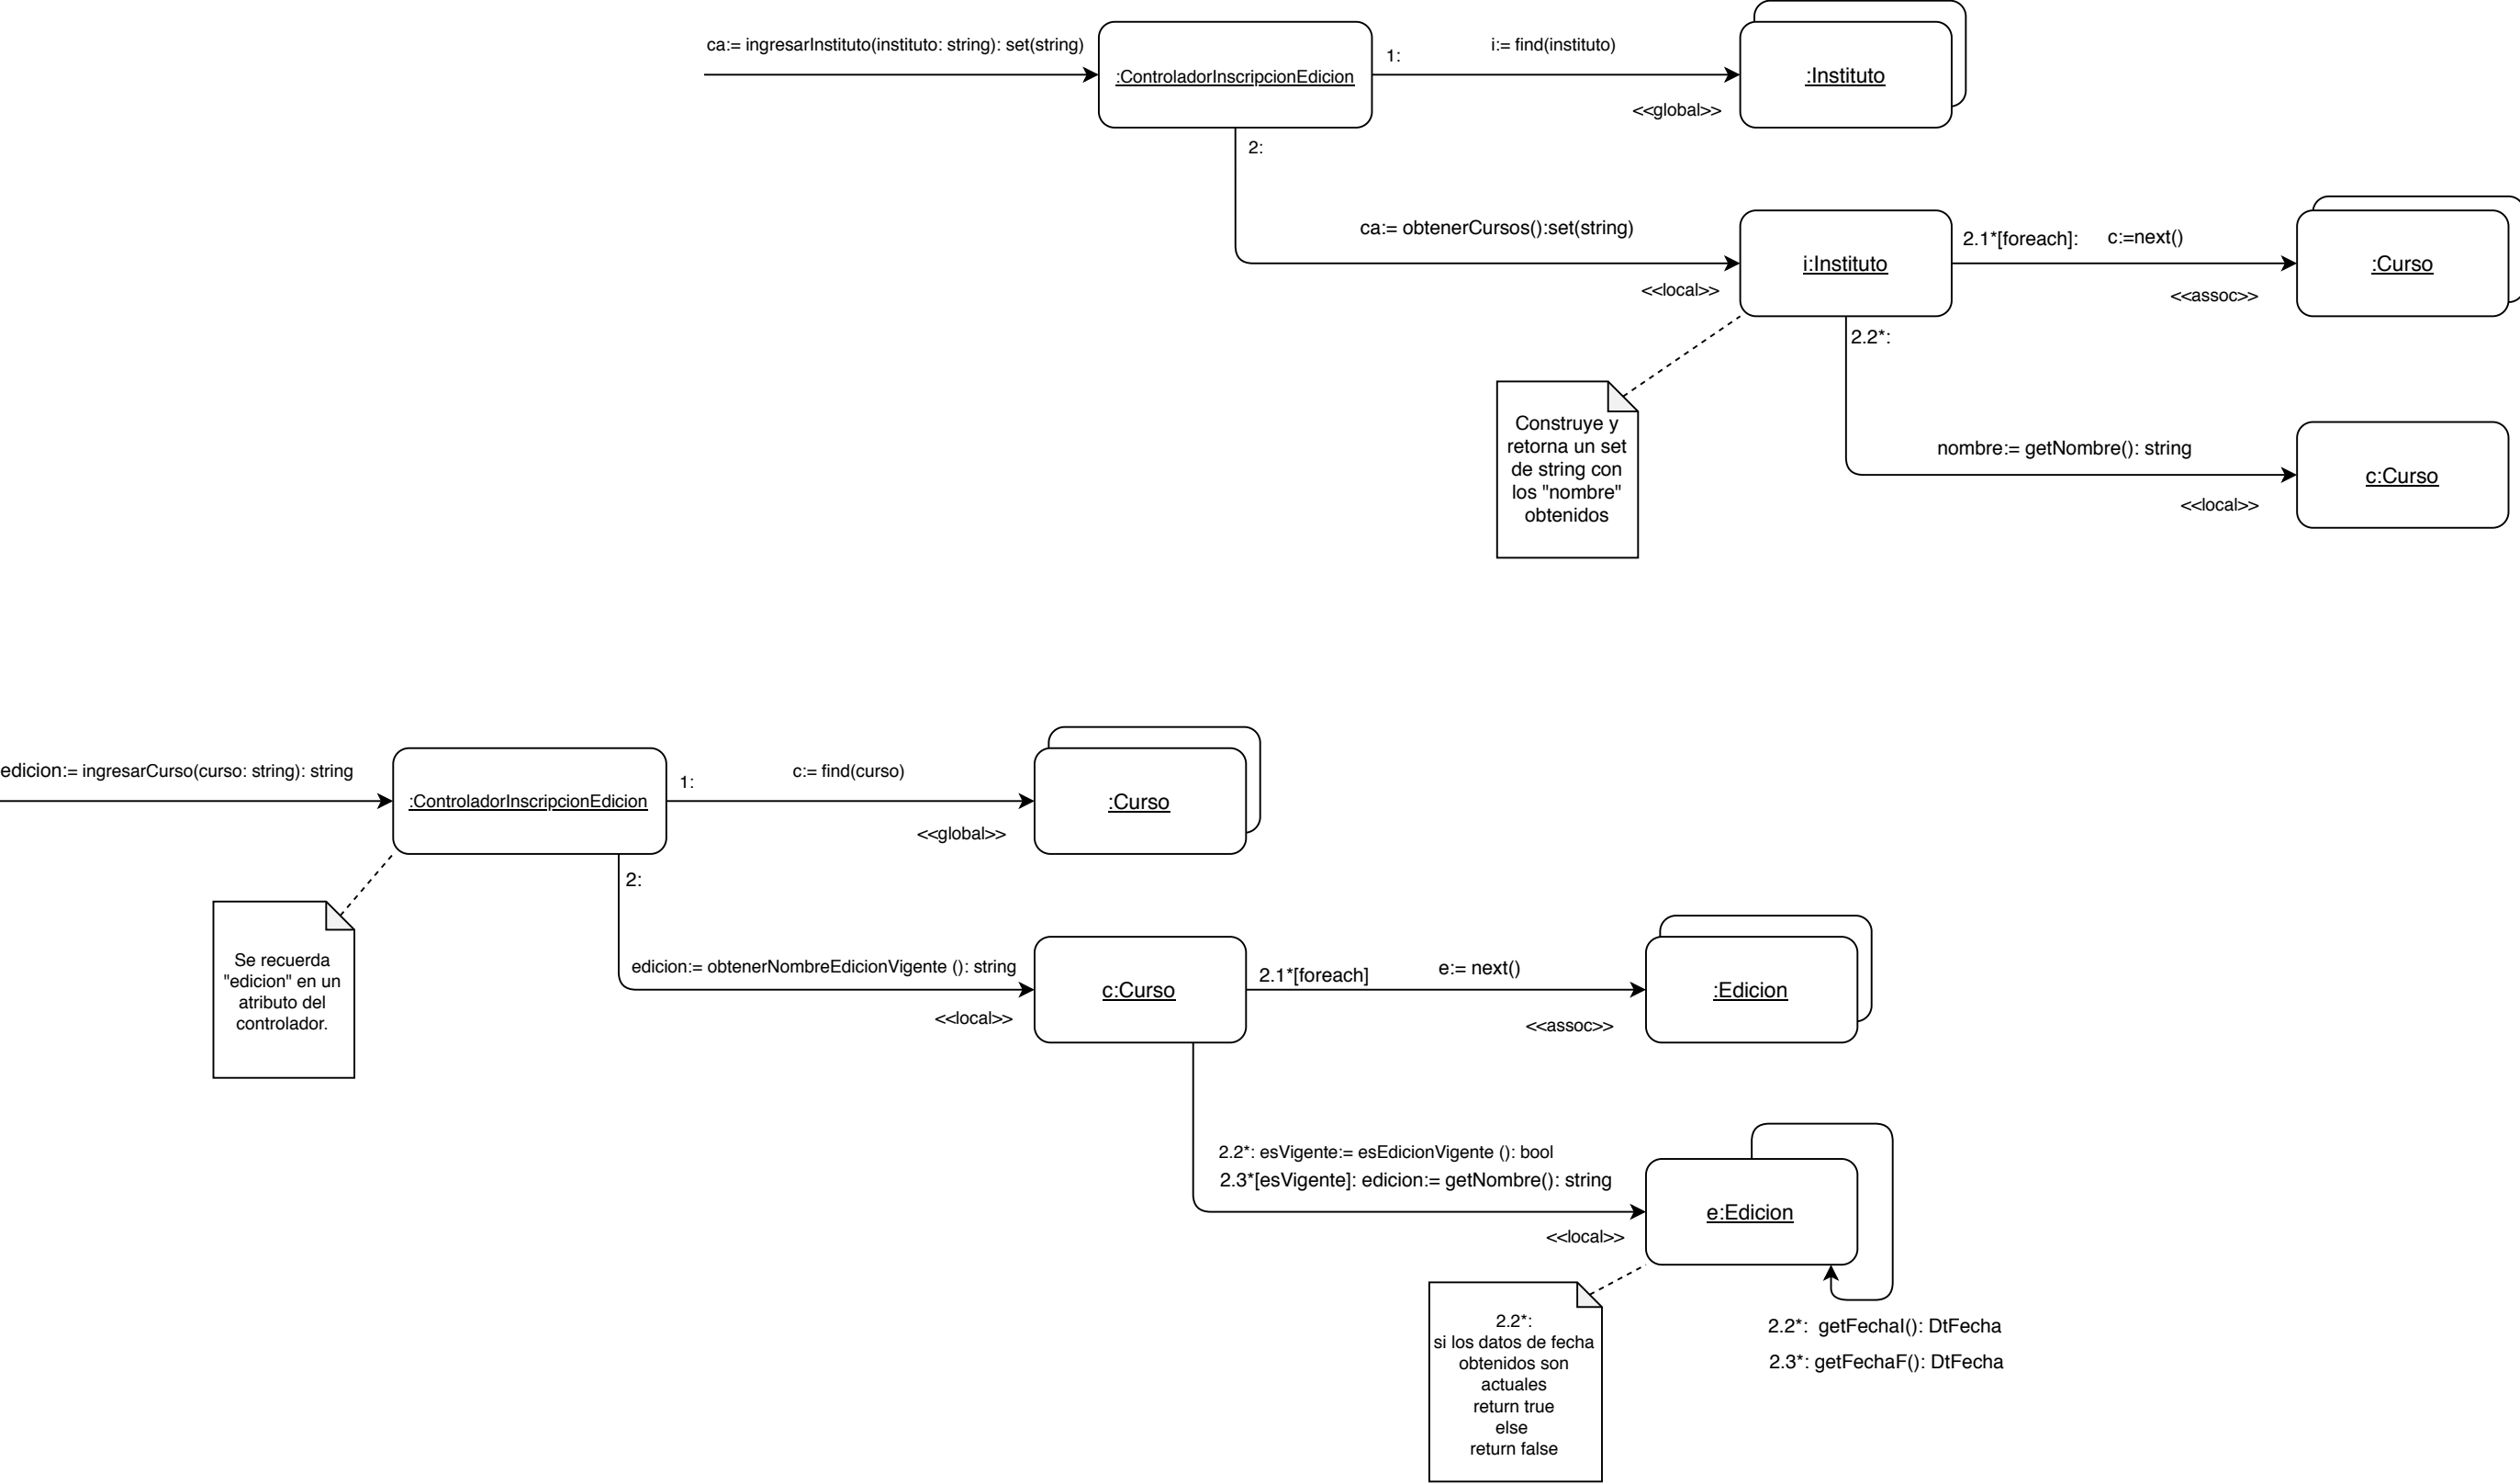 ca:= ingresarInstituto(instituto: string): set(string)
:ControladorInscripcionEdicion
1:
i:= find(instituto)
<<global>>
:Instituto
2:
ca:= obtenerCursos():set(string)
<<local>>
i:Instituto
2.1*[foreach]:
c:=next()
<<assoc>>
:Curso
2.2*:
nombre:= getNombre(): string
<<local>>
c:Curso
Construye y
retorna un set
de string con
los "nombre"
obtenidos
edicion:= ingresarCurso(curso: string): string
:ControladorInscripcionEdicion
1:
c:= find(curso)
<<global>>
:Curso
2:
Se recuerda
"edicion" en un
atributo del
controlador.
edicion:= obtenerNombreEdicionVigente (): string
<<local>>
c:Curso
2.1*[foreach]
e:= next()
<<assoc>>
:Edicion
2.2*: esVigente:= esEdicionVigente (): bool
2.3*[esVigente]: edicion:= getNombre(): string
<<local>>
e:Edicion
2.2*:  getFechaI(): DtFecha
2.3*: getFechaF(): DtFecha
2.2*:
si los datos de fecha
obtenidos son
actuales
return true
else
return false